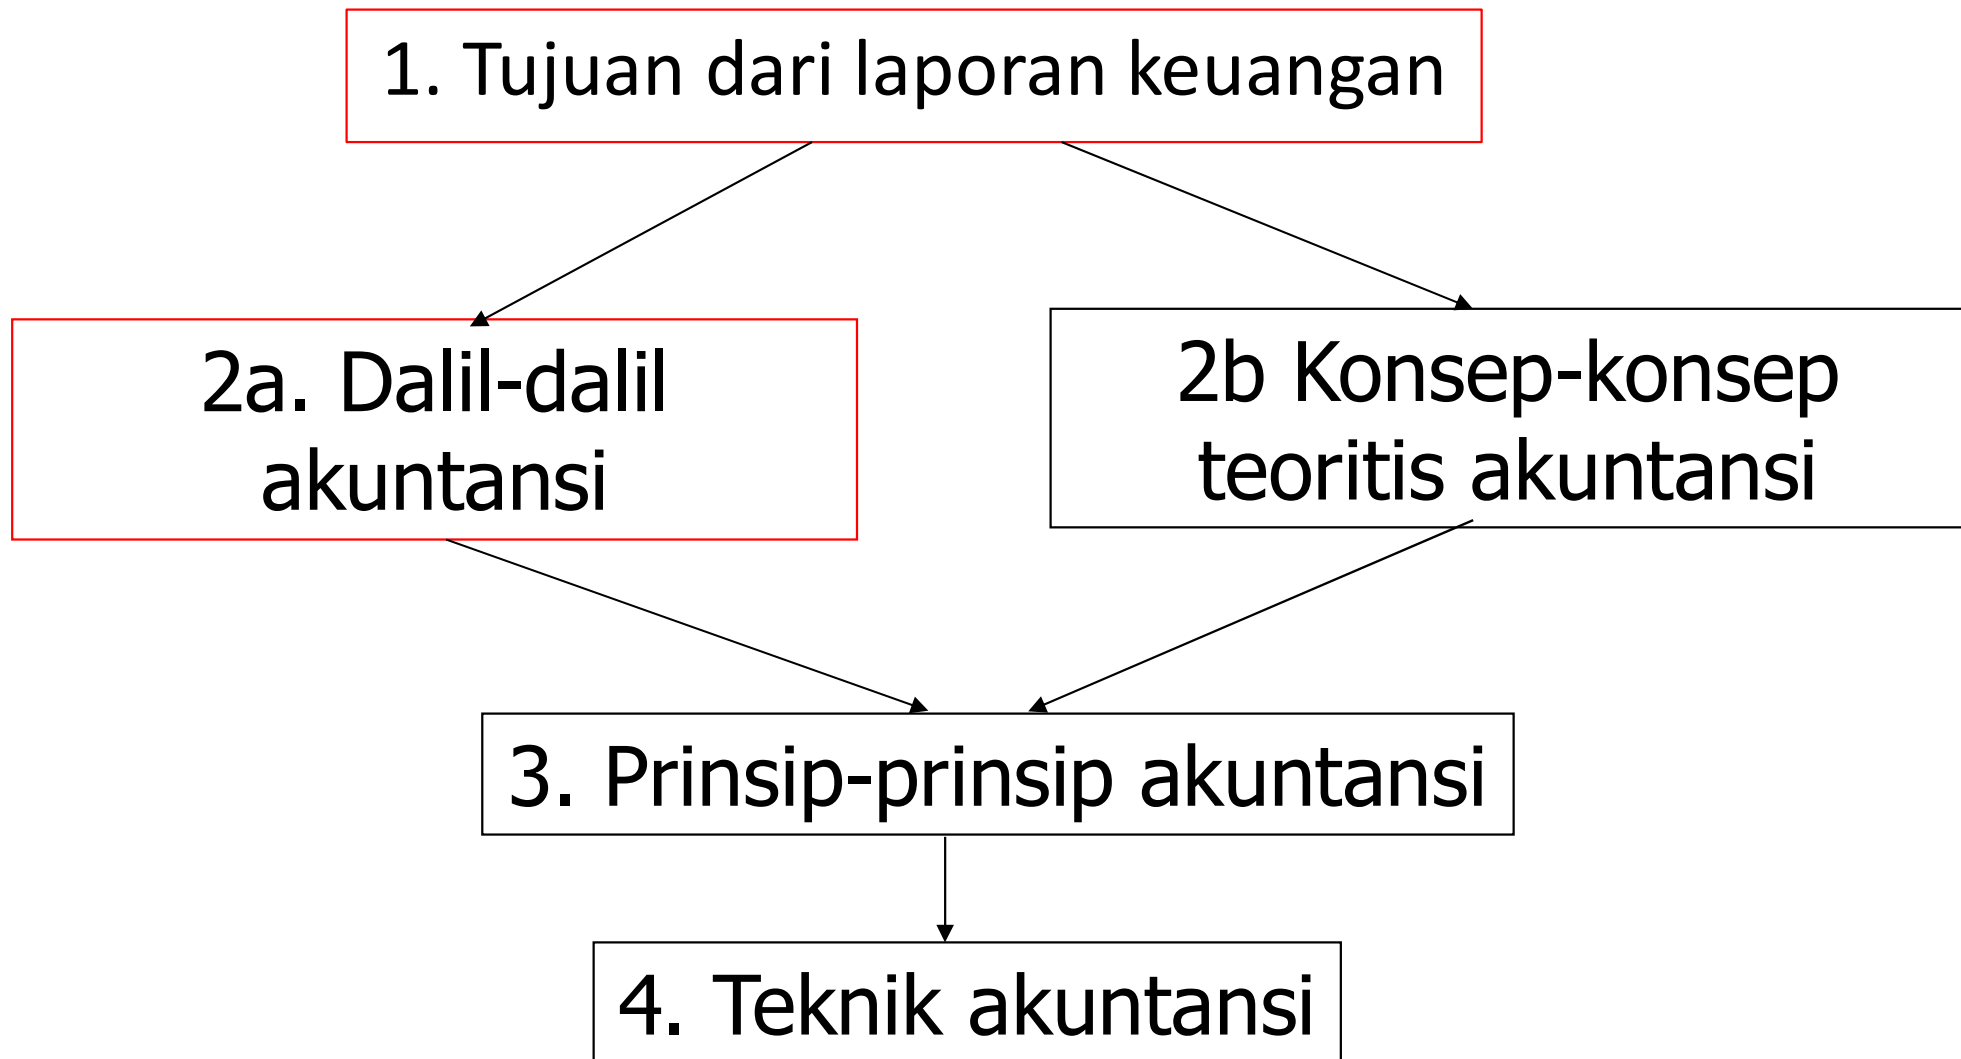 1. Tujuan dari laporan keuangan
2a. Dalil-dalil
akuntansi
2b Konsep-konsep
teoritis akuntansi
3. Prinsip-prinsip akuntansi
4. Teknik akuntansi